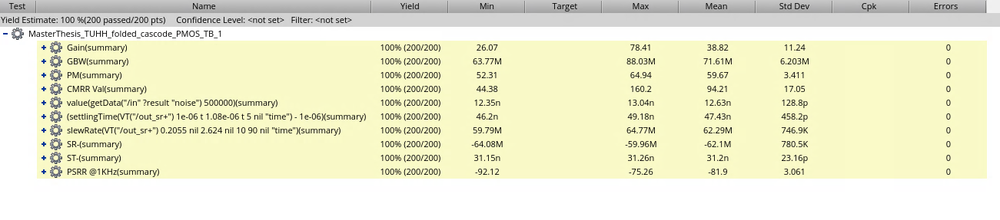 Test Name Yield Min Target Max Mean Std Dev Cpk Errors
Yield Estimate: 100 %(200 passed/200 pts) Confidence Level: <not set> Filter: <not set>
MasterThesis_TUHH_folded_cascode_PMOS_TB_1
Gain(summary) 100% (200/200) 26.07 78.41 38.82 11.24 0
GBW(summary) 100% (200/200) 63.77M 88.03M 71.61M 6.203M 0
PM(summary) 100% (200/200) 52.31 64.94 59.67 3.411 0
CMRR Val(summary) 100% (200/200) 44.38 160.2 94.21 17.05 0
value(getData("/in" ?result "noise") 500000)(summary) 100% (200/200) 12.35n 13.04n 12.63n 128.8p 0
(settlingTime(VT("/out_sr+") 1e-06 t 1.08e-06 t 5 nil "time") - 1e-06)(summary) 100% (200/200) 46.2n 49.18n 47.43n 458.2p 0
slewRate(VT("/out_sr+") 0.2055 nil 2.624 nil 10 90 nil "time")(summary) 100% (200/200) 59.79M 64.77M 62.29M 746.9K 0
SR-(summary) 100% (200/200) -64.08M -59.96M -62.1M 780.5K 0
ST-(summary) 100% (200/200) 31.15n 31.26n 31.2n 23.16p 0
PSRR @1KHz(summary) 100% (200/200) -92.12 -75.26 -81.9 3.061 0